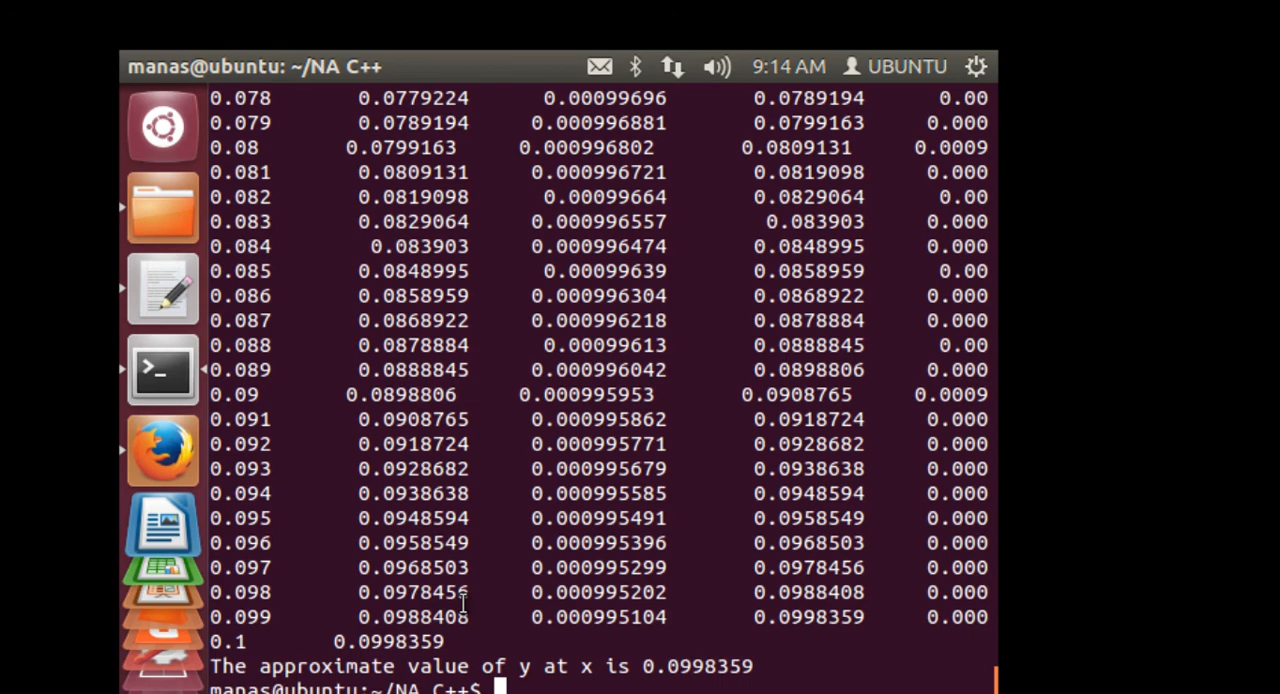 manas@ubuntu: ~/NA C++ 9:14 AM UBUNTU
0.078 0.0779224 0.00099696 0.0789194 0.00
0.079 0.0789194 0.000996881 0.0799163 0.000
0.08 0.0799163 0.000996802 0.0809131 0.0009
0.081 0.0809131 0.000996721 0.0819098 0.000
0.082 0.0819098 0.00099664 0.0829064 0.00
0.083 0.0829064 0.000996557 0.083903 0.000
0.084 0.083903 0.000996474 0.0848995 0.000
0.085 0.0848995 0.00099639 0.0858959 0.00
0.086 0.0858959 0.000996304 0.0868922 0.000
0.087 0.0868922 0.000996218 0.0878884 0.000
0.088 0.0878884 0.00099613 0.0888845 0.00
0.089 0.0888845 0.000996042 0.0898806 0.000
0.09 0.0898806 0.000995953 0.0908765 0.0009
0.091 0.0908765 0.000995862 0.0918724 0.000
0.092 0.0918724 0.000995771 0.0928682 0.000
0.093 0.0928682 0.000995679 0.0938638 0.000
0.094 0.0938638 0.000995585 0.0948594 0.000
0.095 0.0948594 0.000995491 0.0958549 0.000
0.096 0.0958549 0.000995396 0.0968503 0.000
0.097 0.0968503 0.000995299 0.0978456 0.000
0.098 0.0978456 0.000995202 0.0988408 0.000
0.099 0.0988408 0.000995104 0.0998359 0.000
0.1 0.0998359
The approximate value of y at x is 0.0998359
manas@ubuntu:~/NA C++$